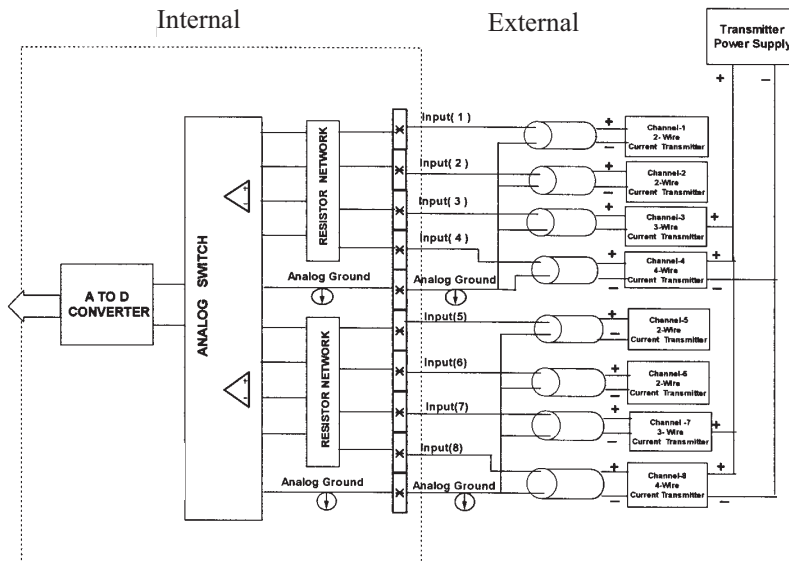 Internal
External
Transmitter
Power Supply
+
−
Input( 1 )
Input( 2 )
Input( 3 )
Input( 4 )
Analog Ground
Analog Ground
RESISTOR NETWORK
ANALOG SWITCH
A TO D
CONVERTER
+
−
Channel-1
2- Wire
Current Transmitter
+
−
Channel-2
2-Wire
Current Transmitter
+
−
Channel-3
3-Wire
Current Transmitter
+
+
−
Channel-4
4-Wire
Current Transmitter
+
−
Input(5)
Input(6)
Input(7)
Input(8)
Analog Ground
Analog Ground
RESISTOR NETWORK
+
−
Channel-5
2-Wire
Current Transmitter
+
−
Channel-6
2-Wire
Current Transmitter
+
−
Channel -7
3- Wire
Current Transmitter
+
+
−
Channel-8
4-Wire
Current Transmitter
+
−